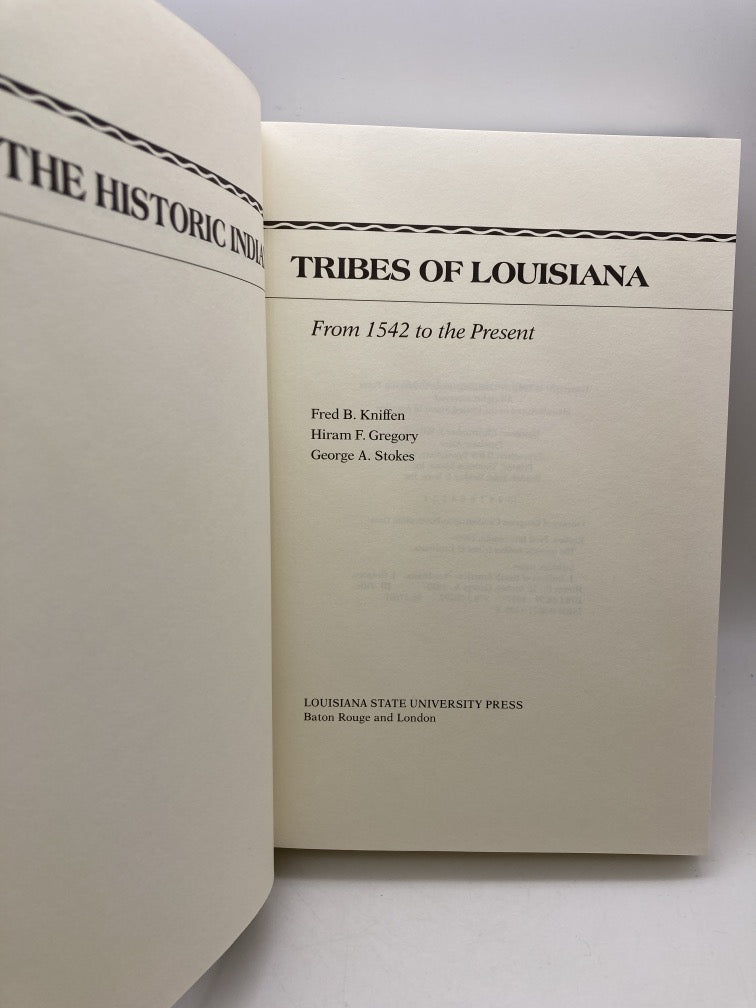 THE HISTORIC INDIA
TRIBES OF LOUISIANA
From 1542 to the Present
Fred B. Kniffen
Hiram F. Gregory
George A. Stokes
LOUISIANA STATE UNIVERSITY PRESS
Baton Rouge and London